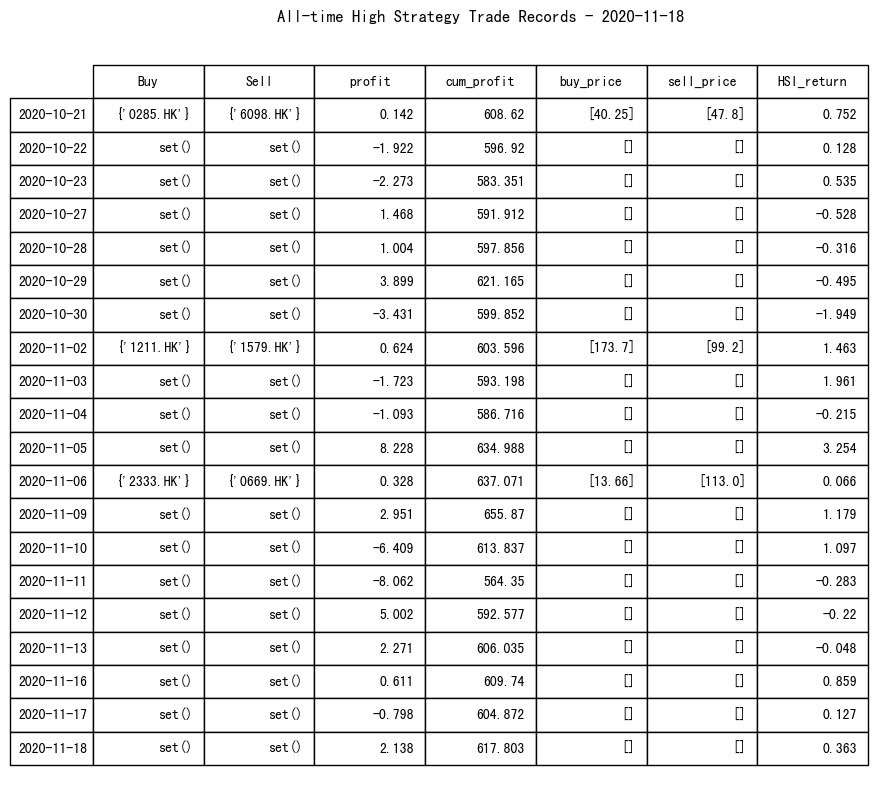 All-time High Strategy Trade Records - 2020-11-18
Buy Sell profit cum_profit buy_price sell_price HSI_return
2020-10-21 {'0285.HK'} {'6098.HK'} 0.142 608.62 [40.25] [47.8] 0.752
2020-10-22 set() set() -1.922 596.92 [] [] 0.128
2020-10-23 set() set() -2.273 583.351 [] [] 0.535
2020-10-27 set() set() 1.468 591.912 [] [] -0.528
2020-10-28 set() set() 1.004 597.856 [] [] -0.316
2020-10-29 set() set() 3.899 621.165 [] [] -0.495
2020-10-30 set() set() -3.431 599.852 [] [] -1.949
2020-11-02 {'1211.HK'} {'1579.HK'} 0.624 603.596 [173.7] [99.2] 1.463
2020-11-03 set() set() -1.723 593.198 [] [] 1.961
2020-11-04 set() set() -1.093 586.716 [] [] -0.215
2020-11-05 set() set() 8.228 634.988 [] [] 3.254
2020-11-06 {'2333.HK'} {'0669.HK'} 0.328 637.071 [13.66] [113.0] 0.066
2020-11-09 set() set() 2.951 655.87 [] [] 1.179
2020-11-10 set() set() -6.409 613.837 [] [] 1.097
2020-11-11 set() set() -8.062 564.35 [] [] -0.283
2020-11-12 set() set() 5.002 592.577 [] [] -0.22
2020-11-13 set() set() 2.271 606.035 [] [] -0.048
2020-11-16 set() set() 0.611 609.74 [] [] 0.859
2020-11-17 set() set() -0.798 604.872 [] [] 0.127
2020-11-18 set() set() 2.138 617.803 [] [] 0.363